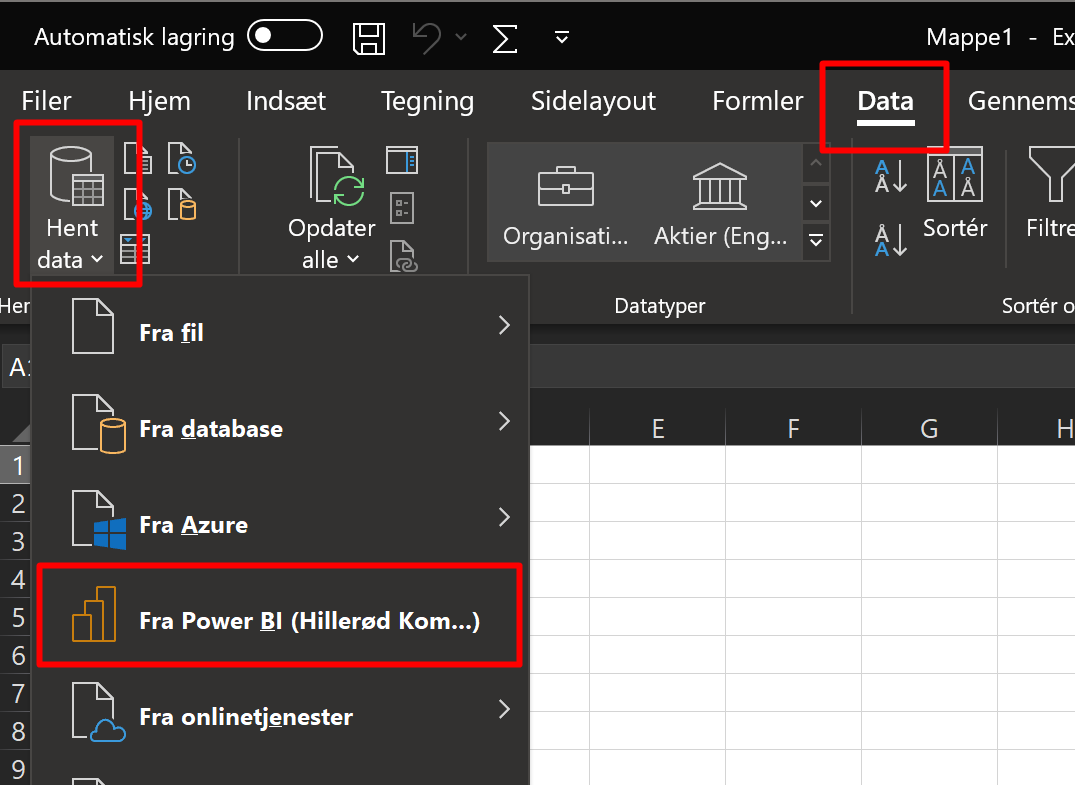 Automatisk lagring
Mappe1 - Ex
Filer Hjem Indsæt Tegning Sidelayout Formler Data Gennems
Hent
data
Opdater
alle
Organisati...
Aktier (Eng...
Sortér
Filtre
Her
Datatyper
Sortér o
Fra fil
Fra database
Fra Azure
Fra Power BI (Hillerød Kom...)
Fra onlinetjenester
A1
E F G H
1
2
3
4
5
6
7
8
9